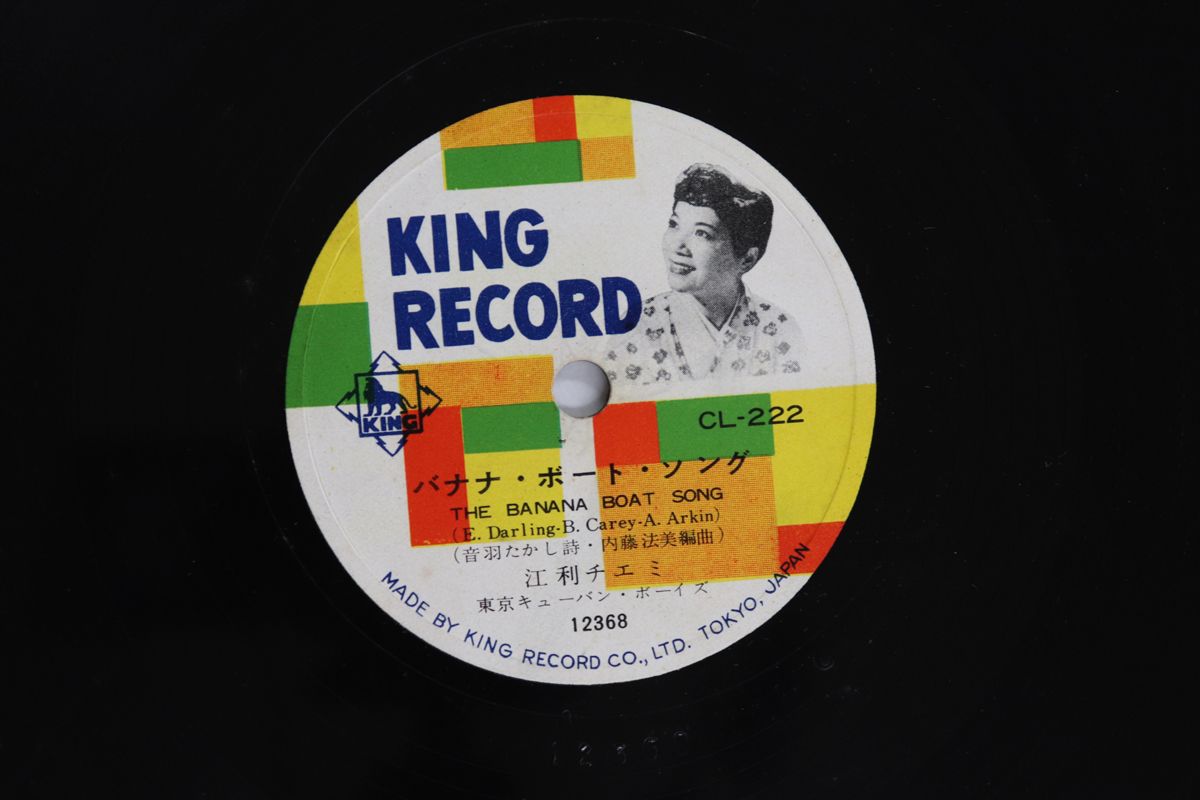 KING
RECORD
KING
CL-222
バナナ・ボート・ソング
THE BANANA BOAT SONG
(E. Darling-B. Carey-A. Arkin)
(音羽たかし詩・内藤法美編曲)
江利チエミ
東京キューバン・ボーイズ
12368
MADE BY KING RECORD CO., LTD. TOKYO, JAPAN